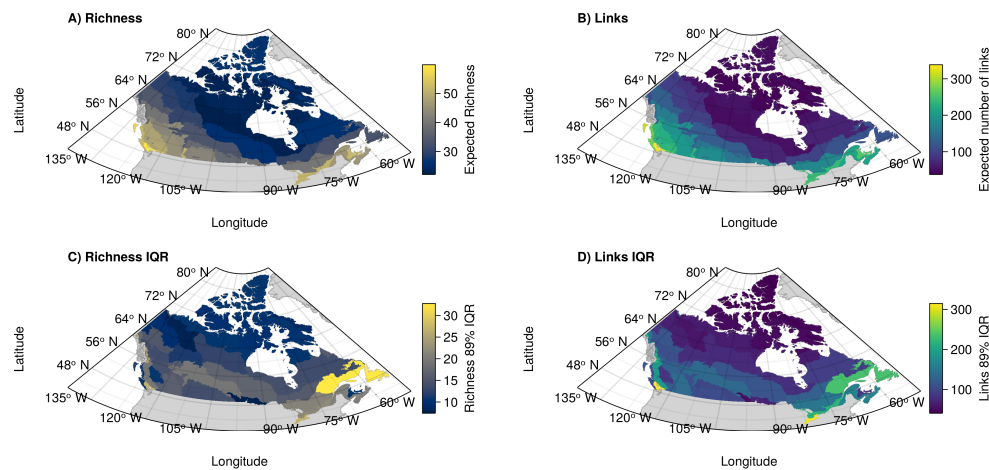 A) Richness
80° N
72° N
64° N
56° N
48° N
135° W
120° W
105° W
90° W
75° W
60° W
Latitude
Longitude
50
40
30
Expected Richness
B) Links
80° N
72° N
64° N
56° N
48° N
135° W
120° W
105° W
90° W
75° W
60° W
Latitude
Longitude
300
200
100
Expected number of links
C) Richness IQR
80° N
72° N
64° N
56° N
48° N
135° W
120° W
105° W
90° W
75° W
60° W
Latitude
Longitude
30
25
20
15
10
Richness 89% IQR
D) Links IQR
80° N
72° N
64° N
56° N
48° N
135° W
120° W
105° W
90° W
75° W
60° W
Latitude
Longitude
300
200
100
Links 89% IQR